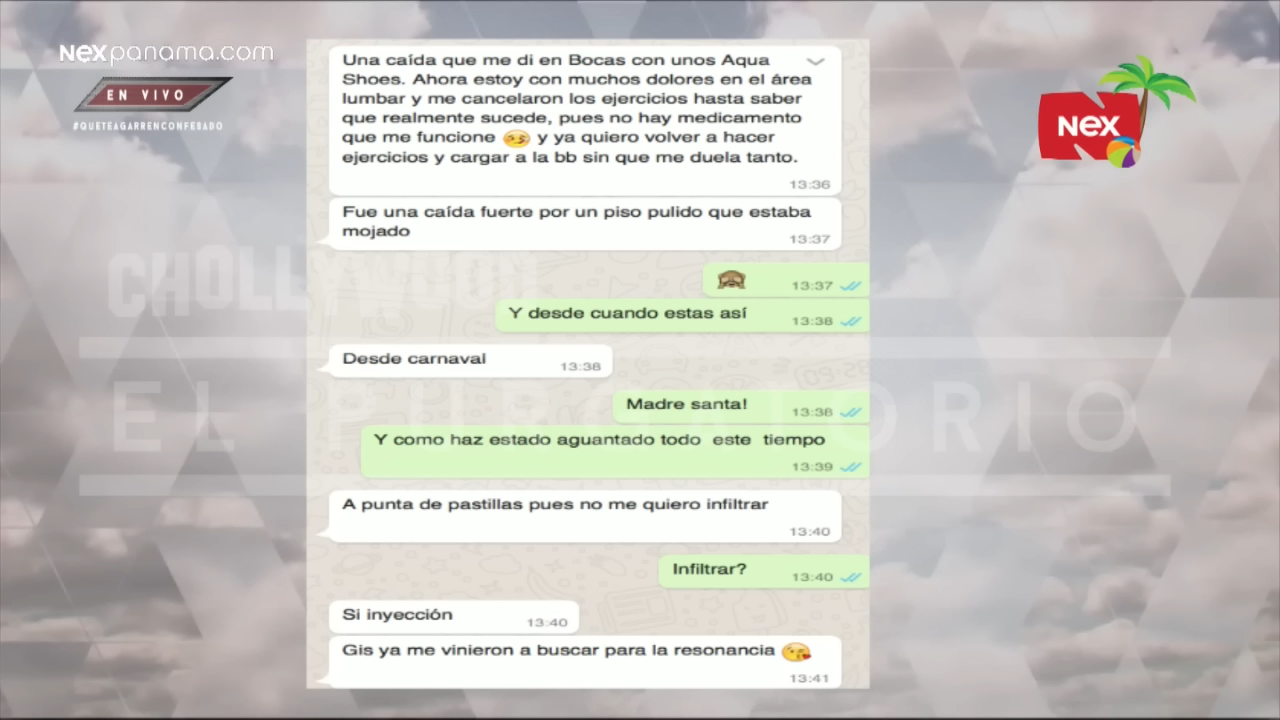 NEXpanama.com
EN VIVO
#QUETEAGARRENCONFESADO
NEX
Una caída que me di en Bocas con unos Aqua
Shoes. Ahora estoy con muchos dolores en el área
lumbar y me cancelaron los ejercicios hasta saber
que realmente sucede, pues no hay medicamento
que me funcione 😏 y ya quiero volver a hacer
ejercicios y cargar a la bb sin que me duela tanto.
13:36
Fue una caída fuerte por un piso pulido que estaba
mojado
13:37
🙈 13:37
Y desde cuando estas así 13:38
Desde carnaval 13:38
Madre santa! 13:38
Y como haz estado aguantado todo este tiempo
13:39
A punta de pastillas pues no me quiero infiltrar
13:40
Infiltrar? 13:40
Si inyección 13:40
Gis ya me vinieron a buscar para la resonancia 😘
13:41
CHOLLYWOOD
EL PURGATORIO